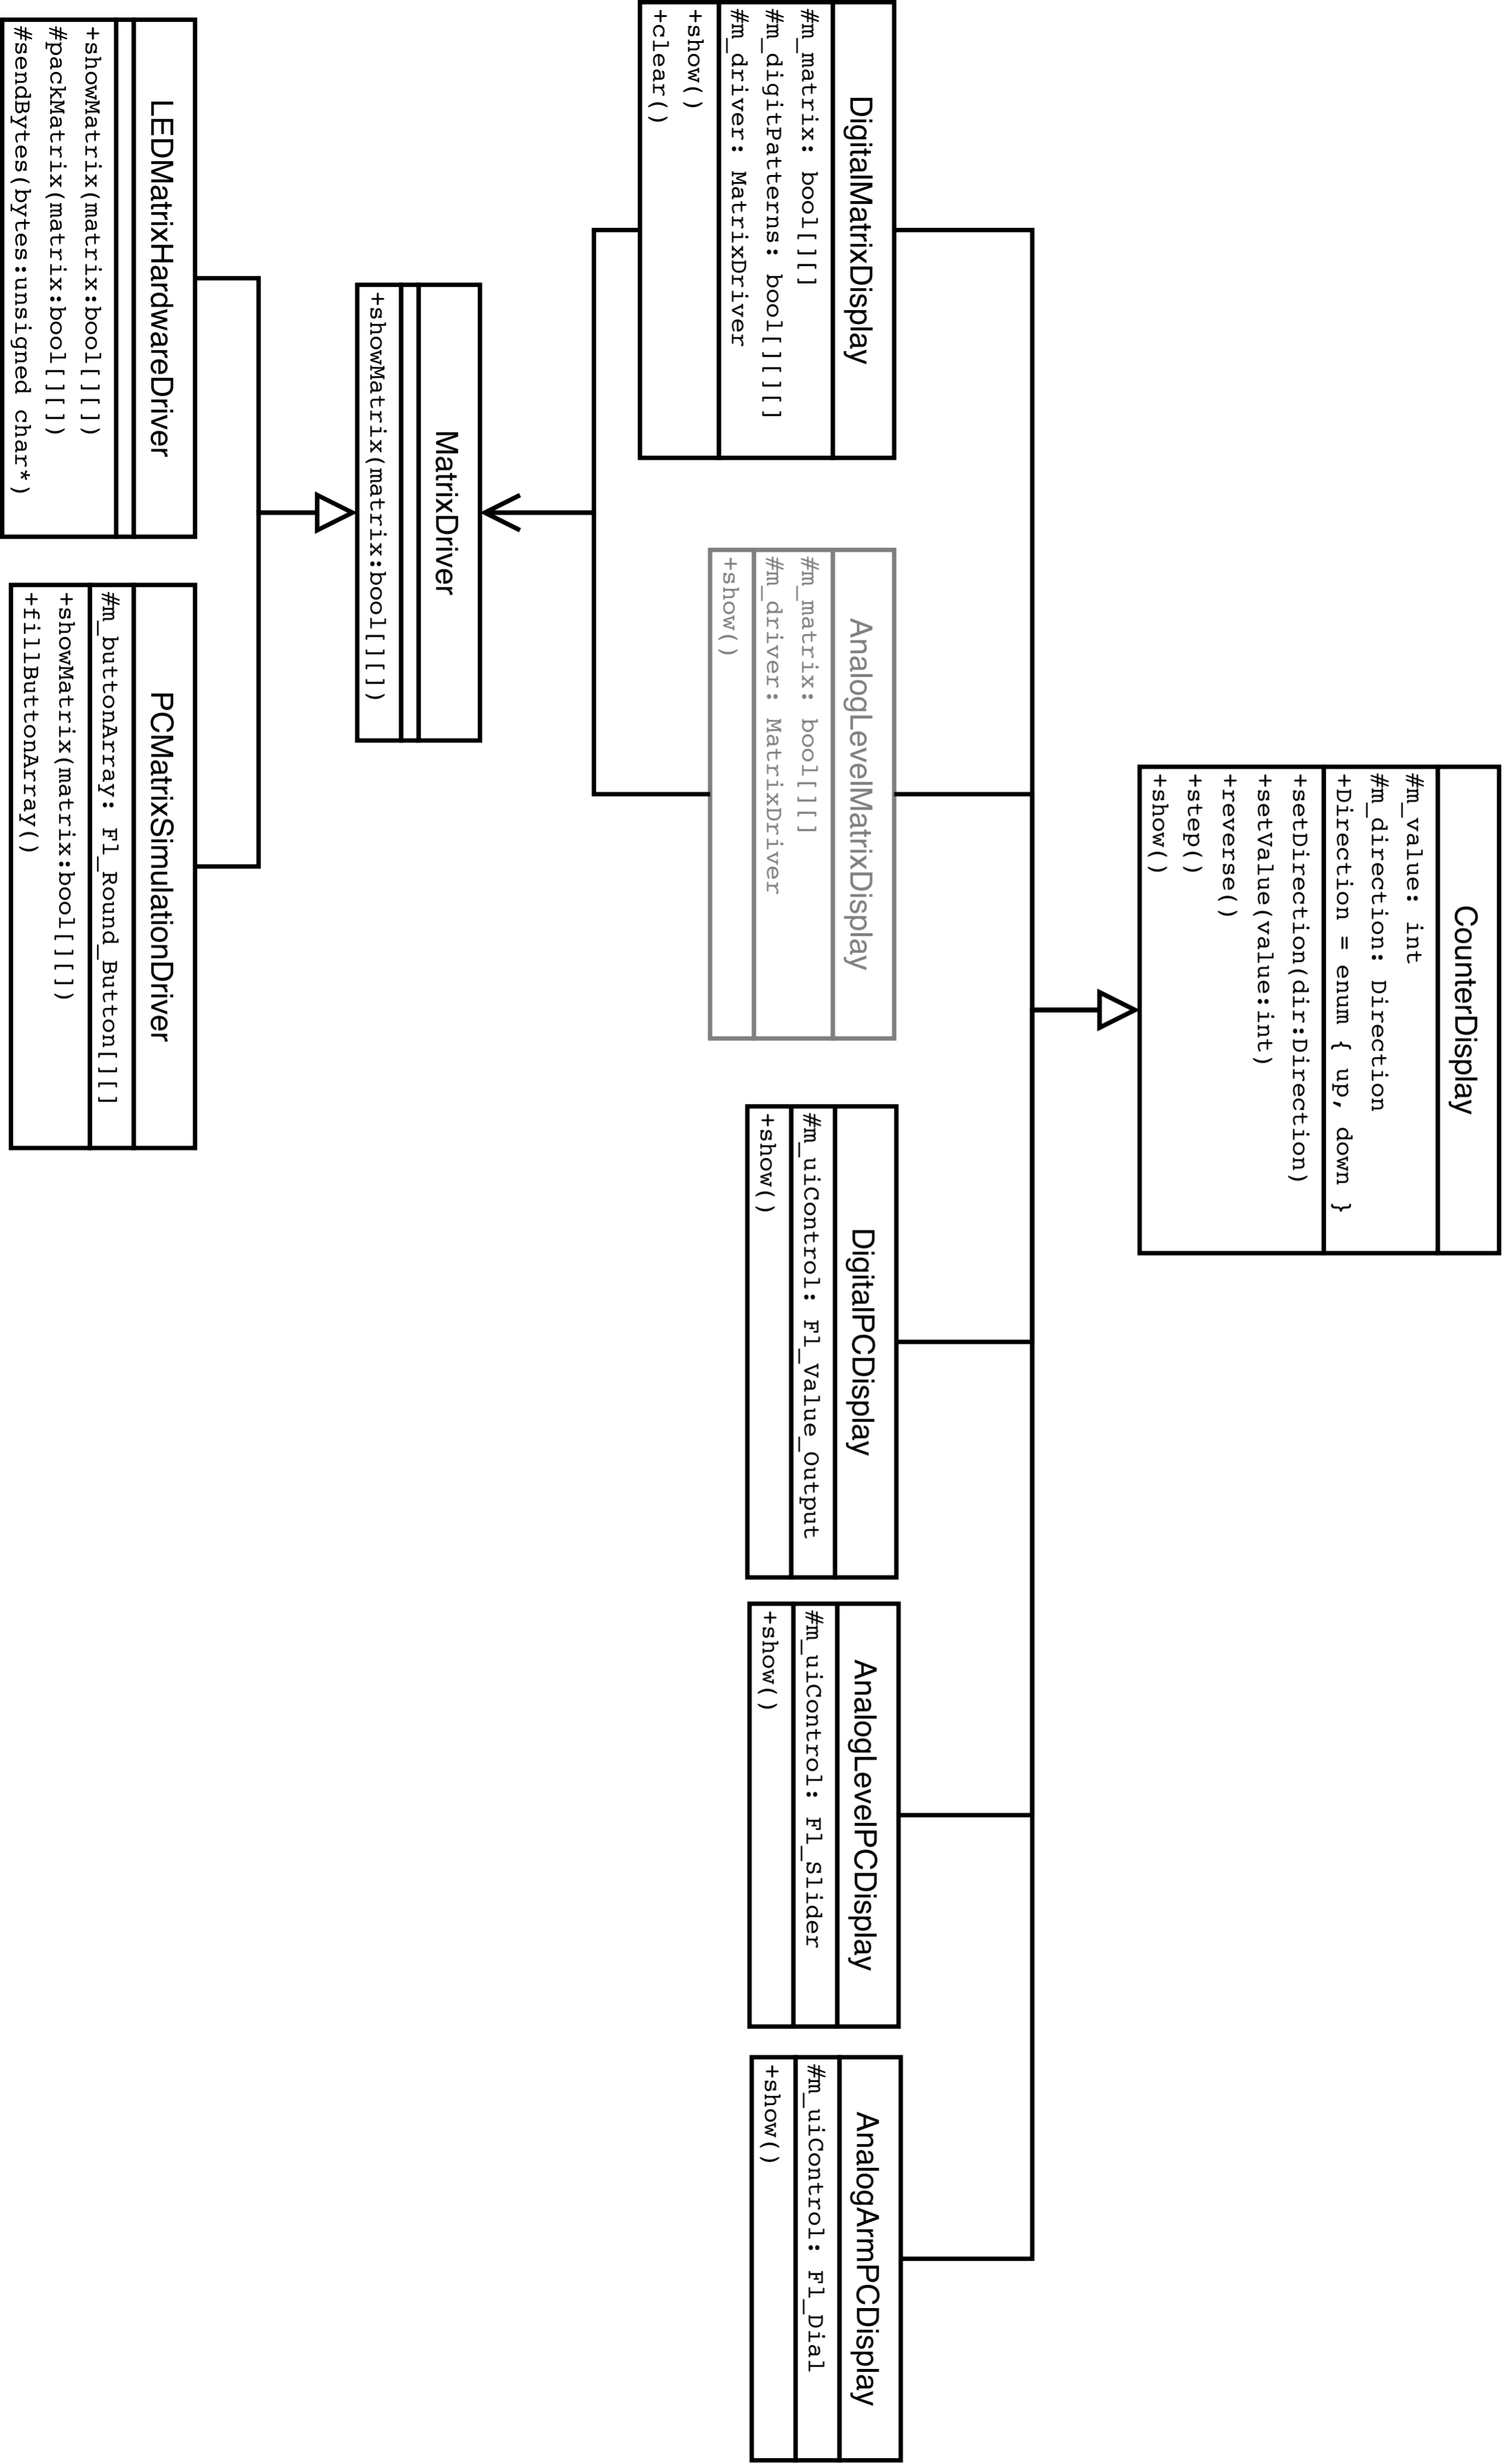 CounterDisplay
#m_value: int
#m_direction: Direction
+Direction = enum { up, down }
+setDirection(dir:Direction)
+setValue(value:int)
+reverse()
+step()
+show()
DigitalMatrixDisplay
#m_matrix: bool[][]
#m_digitPatterns: bool[][][]
#m_driver: MatrixDriver
+show()
+clear()
AnalogLevelMatrixDisplay
#m_matrix: bool[][]
#m_driver: MatrixDriver
+show()
DigitalPCDisplay
#m_uiControl: Fl_Value_Output
+show()
AnalogLevelPCDisplay
#m_uiControl: Fl_Slider
+show()
AnalogArmPCDisplay
#m_uiControl: Fl_Dial
+show()
MatrixDriver
+showMatrix(matrix:bool[][])
LEDMatrixHardwareDriver
+showMatrix(matrix:bool[][])
#packMatrix(matrix:bool[][])
#sendBytes(bytes:unsigned char*)
PCMatrixSimulationDriver
#m_buttonArray: Fl_Round_Button[][]
+showMatrix(matrix:bool[][])
+fillButtonArray()